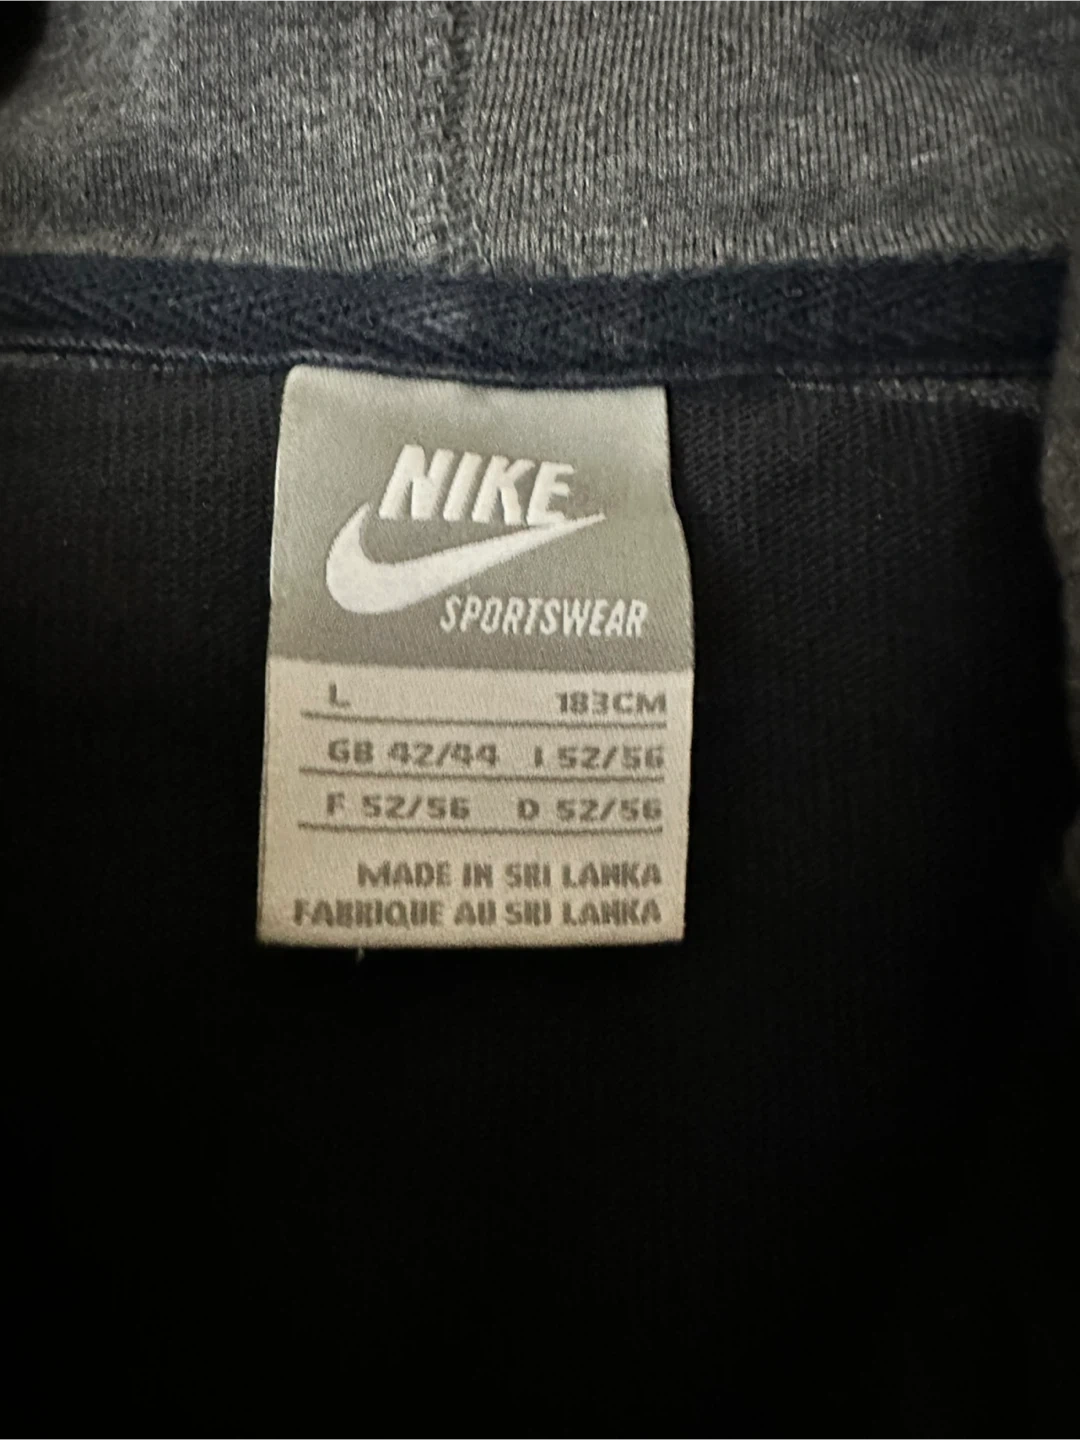 NIKE
SPORTSWEAR
L 183CM
GB 42/44 I 52/56
F 52/56 D 52/56
MADE IN SRI LANKA
FABRIQUE AU SRI LANKA